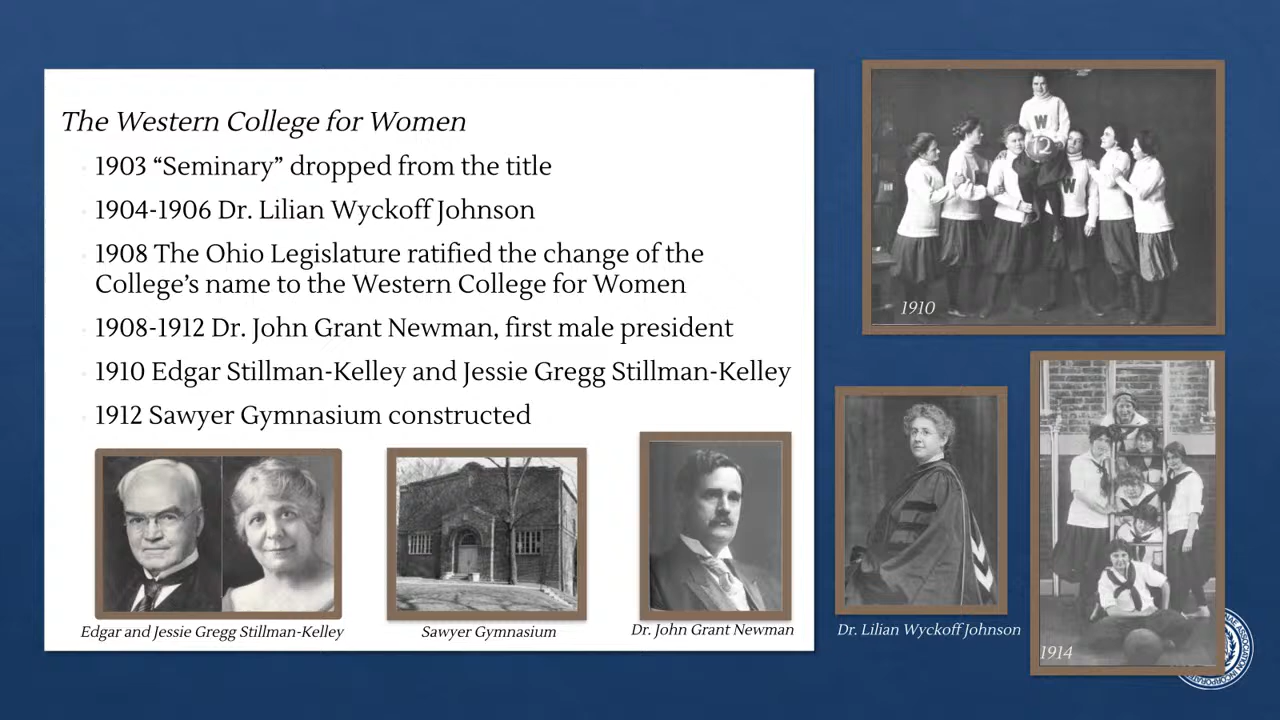 The Western College for Women
1903 “Seminary” dropped from the title
1904-1906 Dr. Lilian Wyckoff Johnson
1908 The Ohio Legislature ratified the change of the
College’s name to the Western College for Women
1908-1912 Dr. John Grant Newman, first male president
1910 Edgar Stillman-Kelley and Jessie Gregg Stillman-Kelley
1912 Sawyer Gymnasium constructed
Edgar and Jessie Gregg Stillman-Kelley
Sawyer Gymnasium
Dr. John Grant Newman
W
12
W
1910
Dr. Lilian Wyckoff Johnson
1914
ASSOCIATION